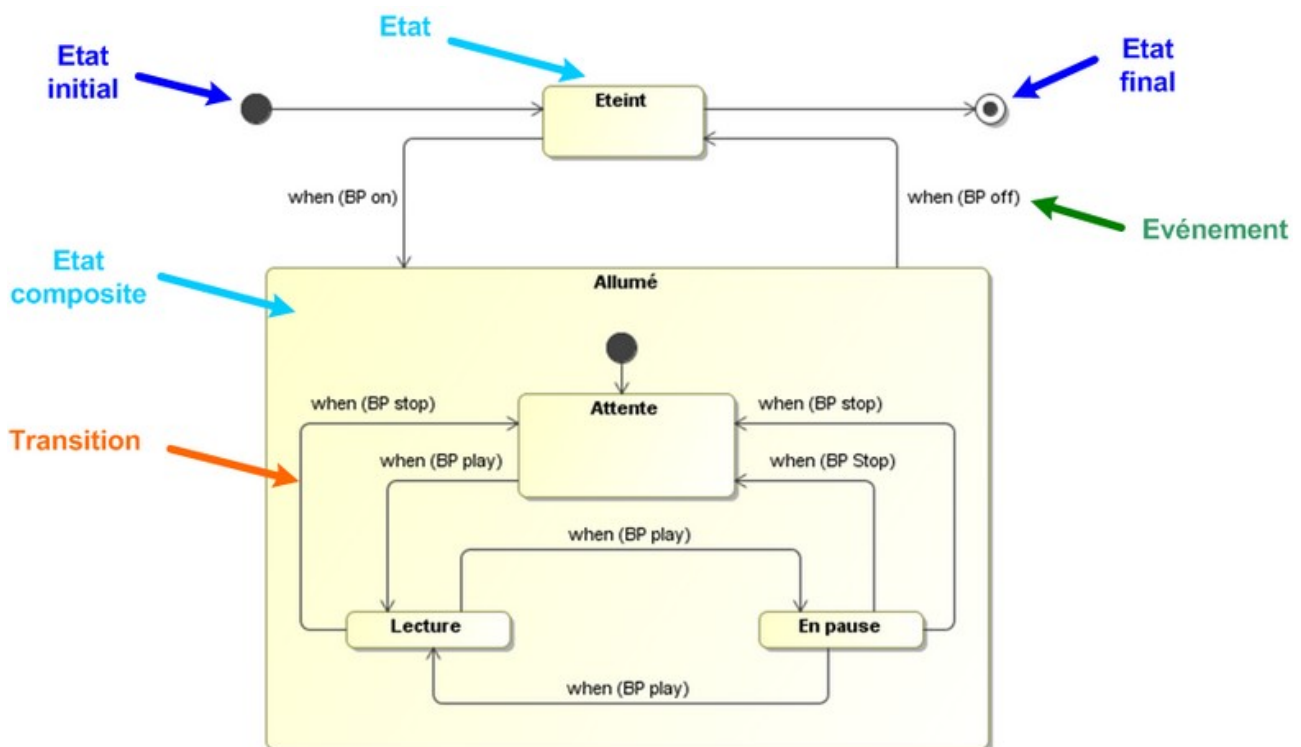 Etat
Etat
initial
Etat
final
Eteint
when (BP on)
when (BP off)
Evénement
Etat
composite
Allumé
when (BP stop)
Attente
when (BP stop)
Transition
when (BP play)
when (BP Stop)
when (BP play)
Lecture
En pause
when (BP play)